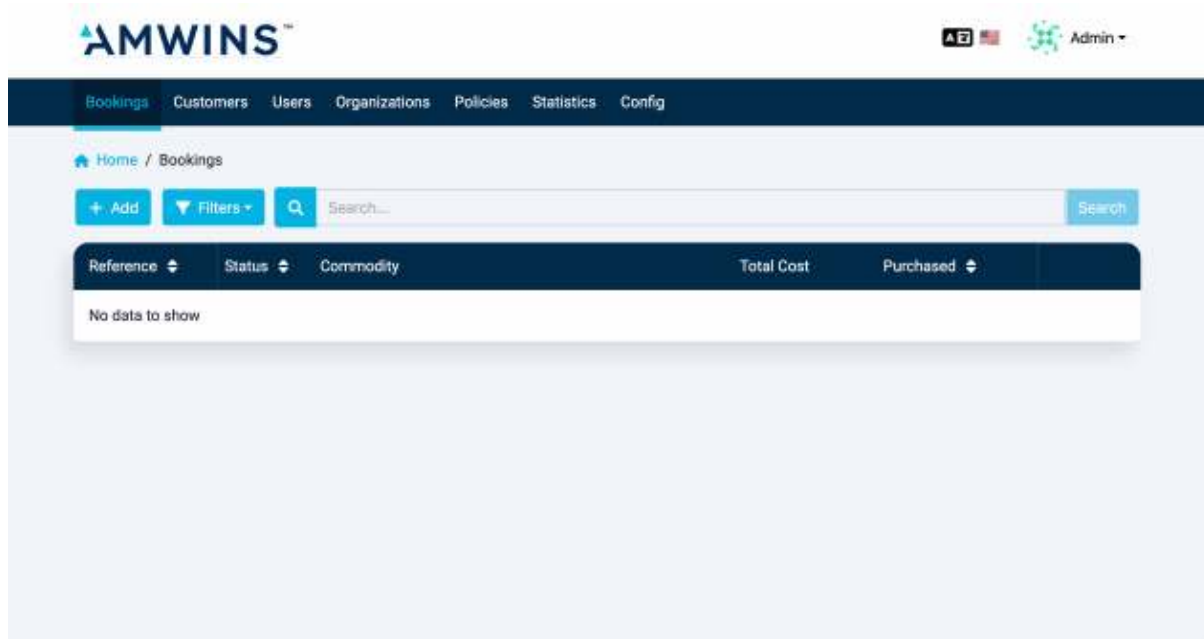 AMWINS™
Admin
Bookings Customers Users Organizations Policies Statistics Config
Home / Bookings
+ Add Filters Search... Search
Reference Status Commodity Total Cost Purchased
No data to show